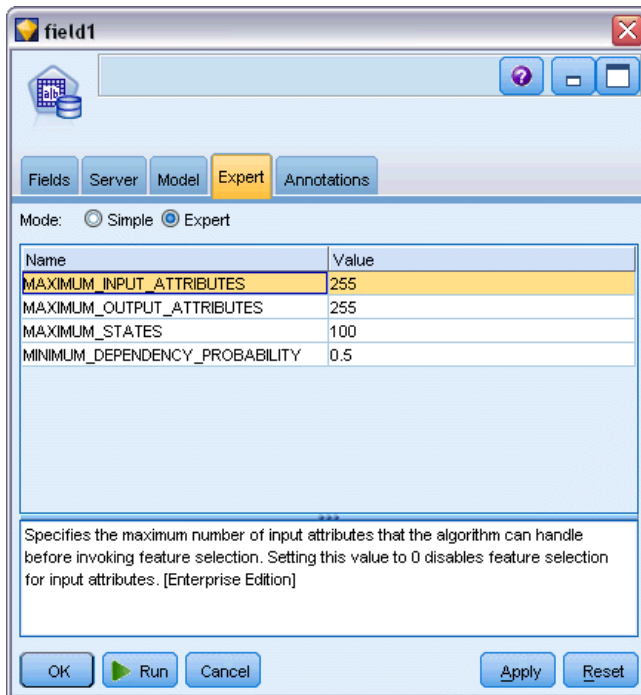 field1
Fields Server Model Expert Annotations
Mode: Simple Expert
Name Value
MAXIMUM_INPUT_ATTRIBUTES 255
MAXIMUM_OUTPUT_ATTRIBUTES 255
MAXIMUM_STATES 100
MINIMUM_DEPENDENCY_PROBABILITY 0.5
Specifies the maximum number of input attributes that the algorithm can handle
before invoking feature selection. Setting this value to 0 disables feature selection
for input attributes. [Enterprise Edition]
OK Run Cancel Apply Reset